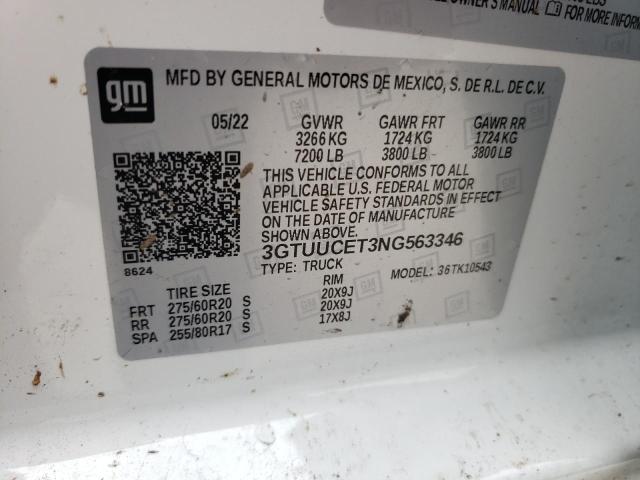 OWNER'S MANUAL FOR MORE INFORM
gm
MFD BY GENERAL MOTORS DE MEXICO, S. DE R.L. DE C.V.
05/22 GVWR GAWR FRT GAWR RR
3266 KG 1724 KG 1724 KG
7200 LB 3800 LB 3800 LB
THIS VEHICLE CONFORMS TO ALL
APPLICABLE U.S. FEDERAL MOTOR
VEHICLE SAFETY STANDARDS IN EFFECT
ON THE DATE OF MANUFACTURE
3GTUUCET3NG563346
8624
TYPE: TRUCK MODEL: 36TK10543
TIRE SIZE RIM
FRT 275/60R20 S 20X9J
RR 275/60R20 S 20X9J
SPA 255/80R17 S 17X8J